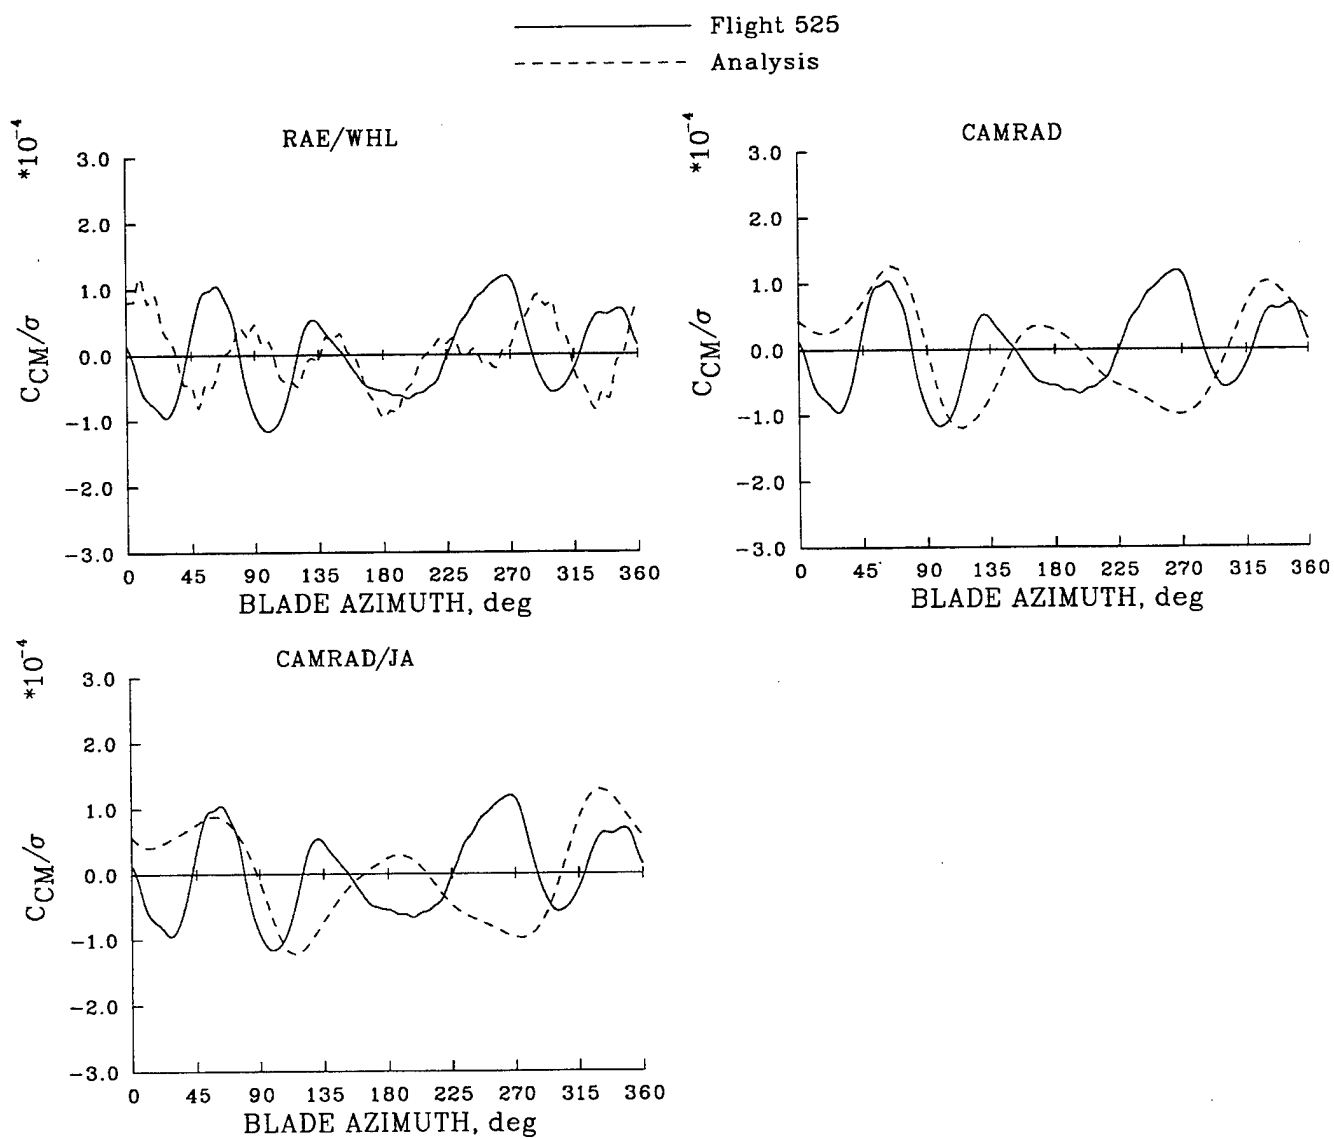 Flight 525
Analysis
RAE/WHL
*10⁻⁴
3.0
2.0
1.0
0.0
−1.0
−2.0
−3.0
C_CM/σ
0 45 90 135 180 225 270 315 360
BLADE AZIMUTH, deg
CAMRAD
*10⁻⁴
3.0
2.0
1.0
0.0
−1.0
−2.0
−3.0
C_CM/σ
0 45 90 135 180 225 270 315 360
BLADE AZIMUTH, deg
CAMRAD/JA
*10⁻⁴
3.0
2.0
1.0
0.0
−1.0
−2.0
−3.0
C_CM/σ
0 45 90 135 180 225 270 315 360
BLADE AZIMUTH, deg